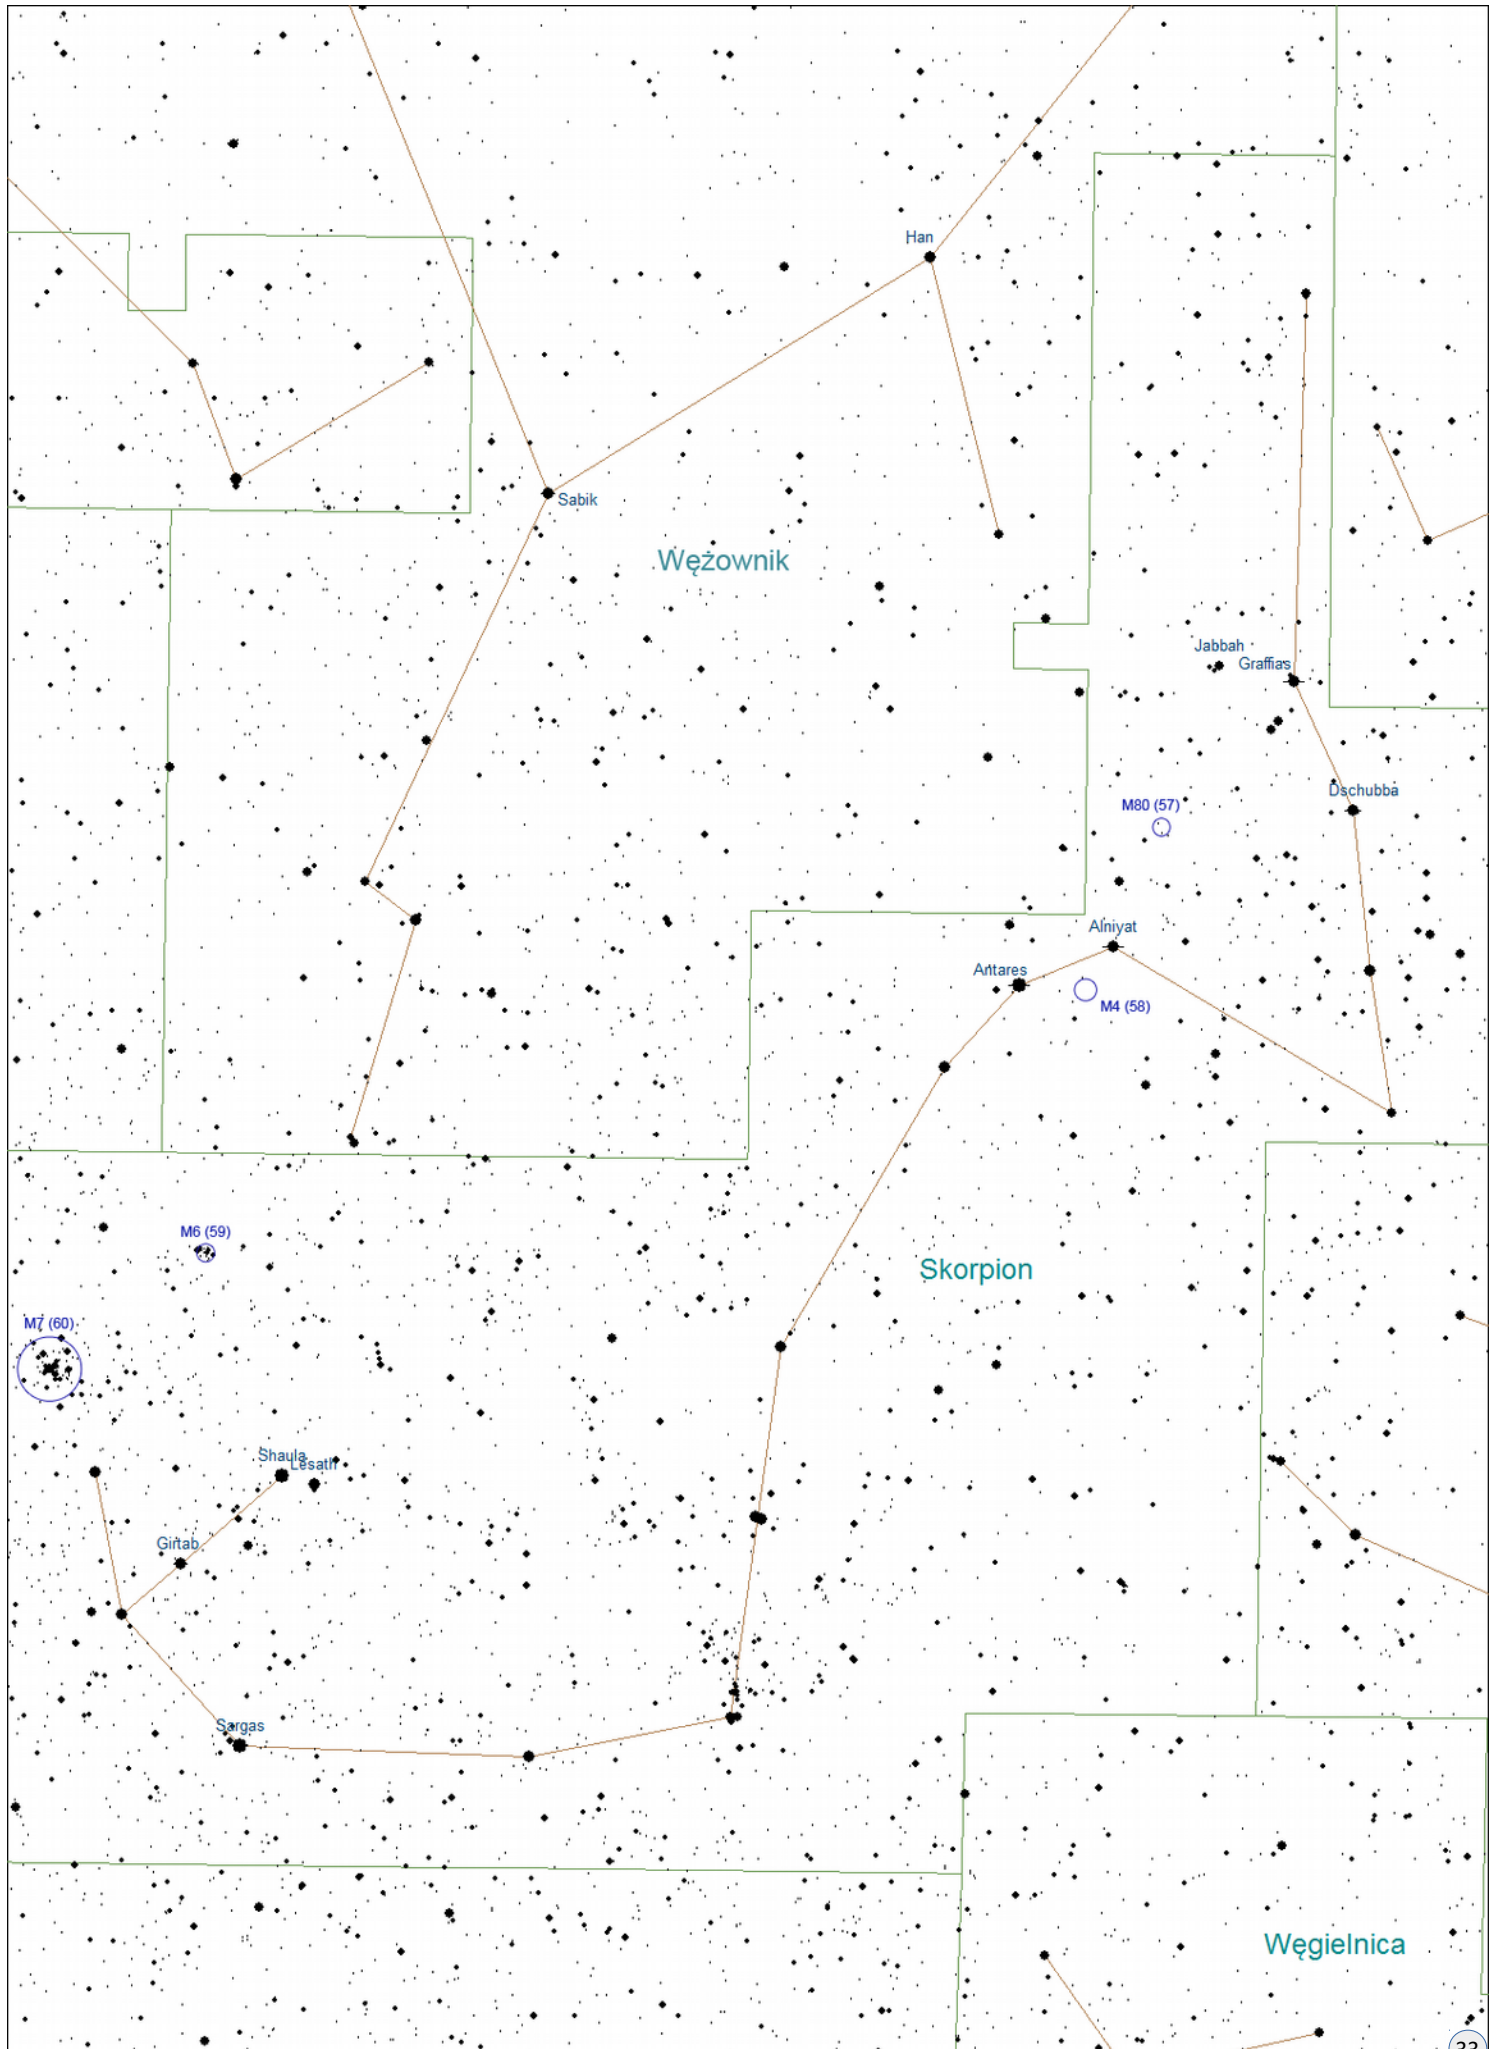 Han
Sabik
Wężownik
Jabbah
Graffias
Dschubba
M80 (57)
Alniyat
Antares
M4 (58)
M6 (59)
Skorpion
M7 (60)
Shaula
Lesath
Girtab
Sargas
Węgielnica
33